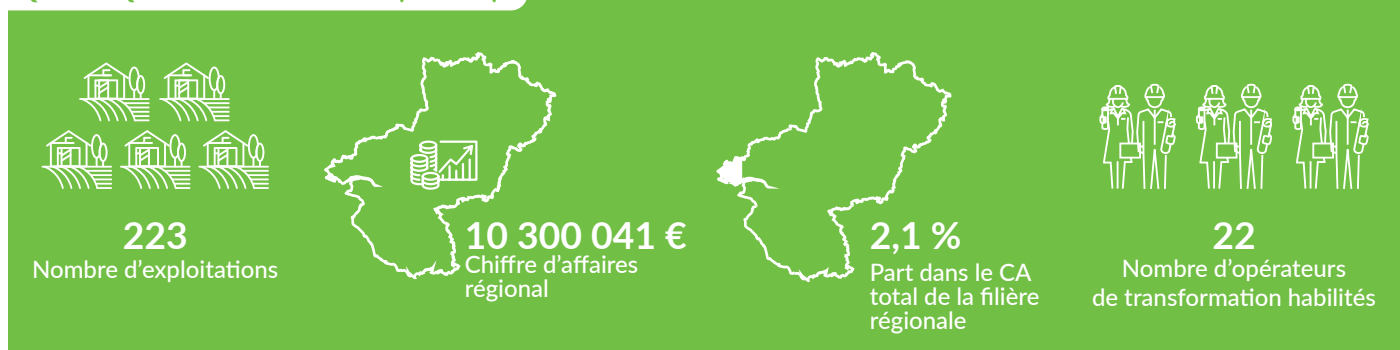 223
Nombre d'exploitations
10 300 041 €
Chiffre d'affaires
régional
2,1 %
Part dans le CA
total de la filière
régionale
22
Nombre d'opérateurs
de transformation habilités